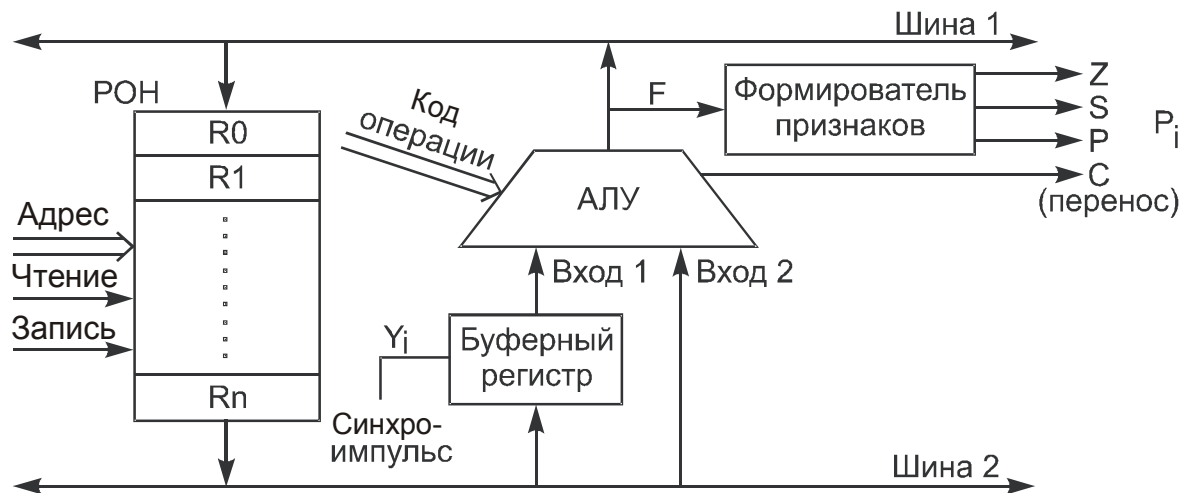 Шина 1
РОН
R0
R1
Rn
Адрес
Чтение
Запись
Код
операции
АЛУ
F
Формирователь
признаков
Z
S
P
C
(перенос)
Pi
Вход 1
Вход 2
Буферный
регистр
Yi
Синхро-
импульс
Шина 2